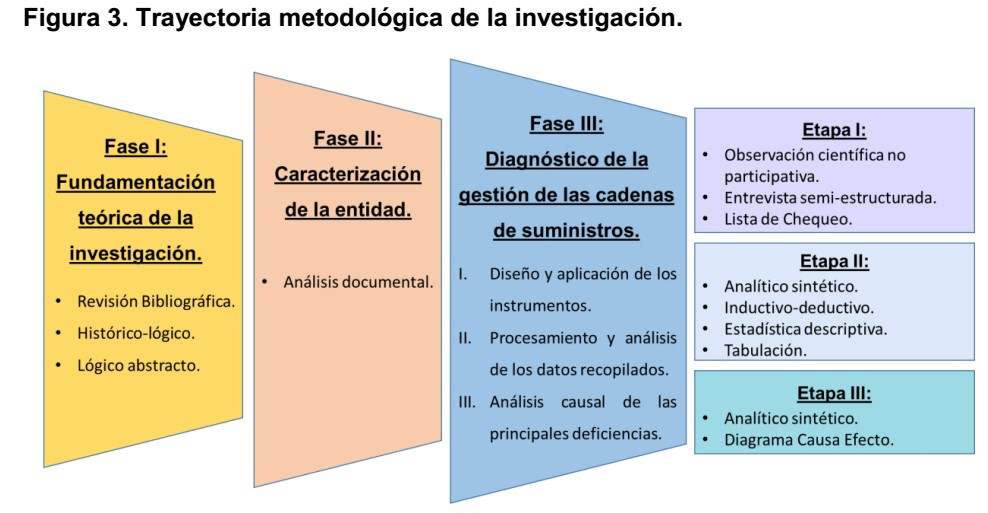 Figura 3. Trayectoria metodológica de la investigación.
Fase I:
Fundamentación
teórica de la
investigación.
• Revisión Bibliográfica.
• Histórico-lógico.
• Lógico abstracto.
Fase II:
Caracterización
de la entidad.
• Análisis documental.
Fase III:
Diagnóstico de la
gestión de las cadenas
de suministros.
I. Diseño y aplicación de los
instrumentos.
II. Procesamiento y análisis
de los datos recopilados.
III. Análisis causal de las
principales deficiencias.
Etapa I:
• Observación científica no
participativa.
• Entrevista semi-estructurada.
• Lista de Chequeo.
Etapa II:
• Analítico sintético.
• Inductivo-deductivo.
• Estadística descriptiva.
• Tabulación.
Etapa III:
• Analítico sintético.
• Diagrama Causa Efecto.